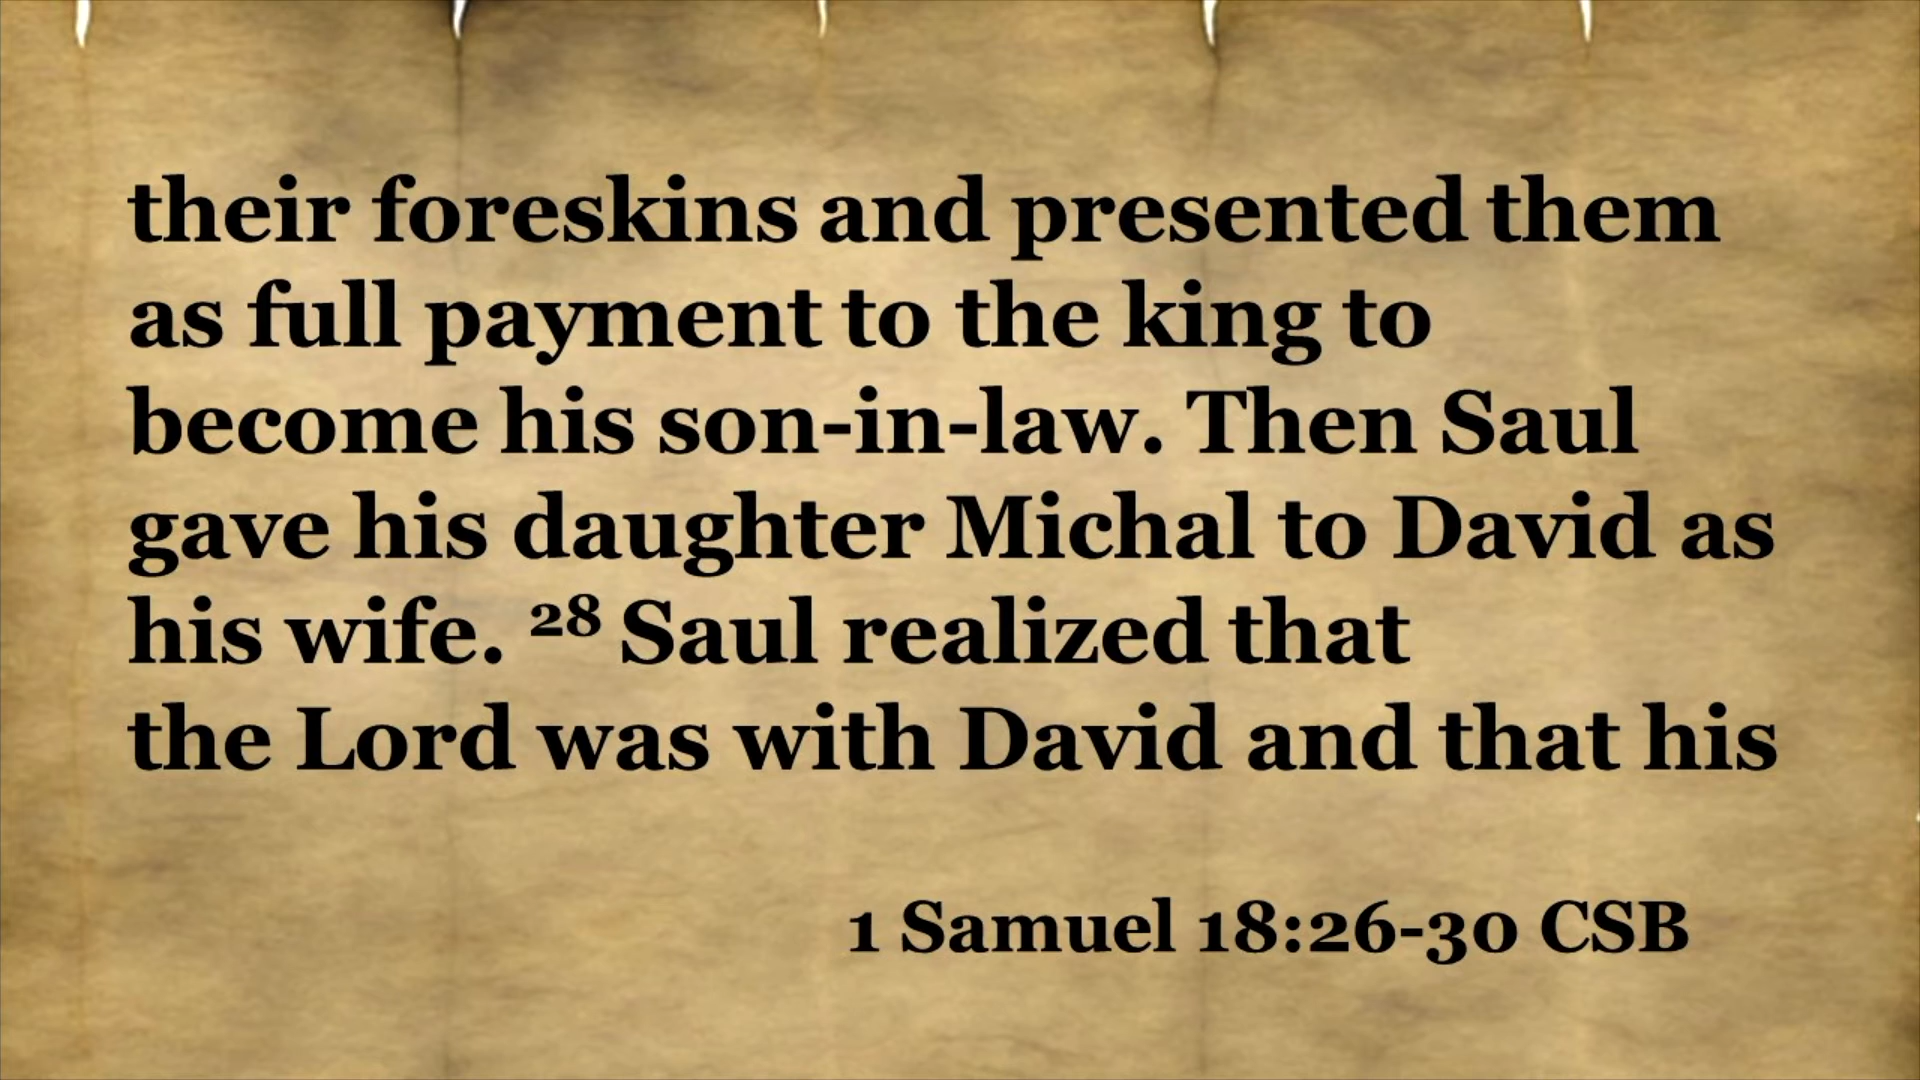 their foreskins and presented them
as full payment to the king to
become his son-in-law. Then Saul
gave his daughter Michal to David as
his wife. ²⁸ Saul realized that
the Lord was with David and that his
1 Samuel 18:26-30 CSB